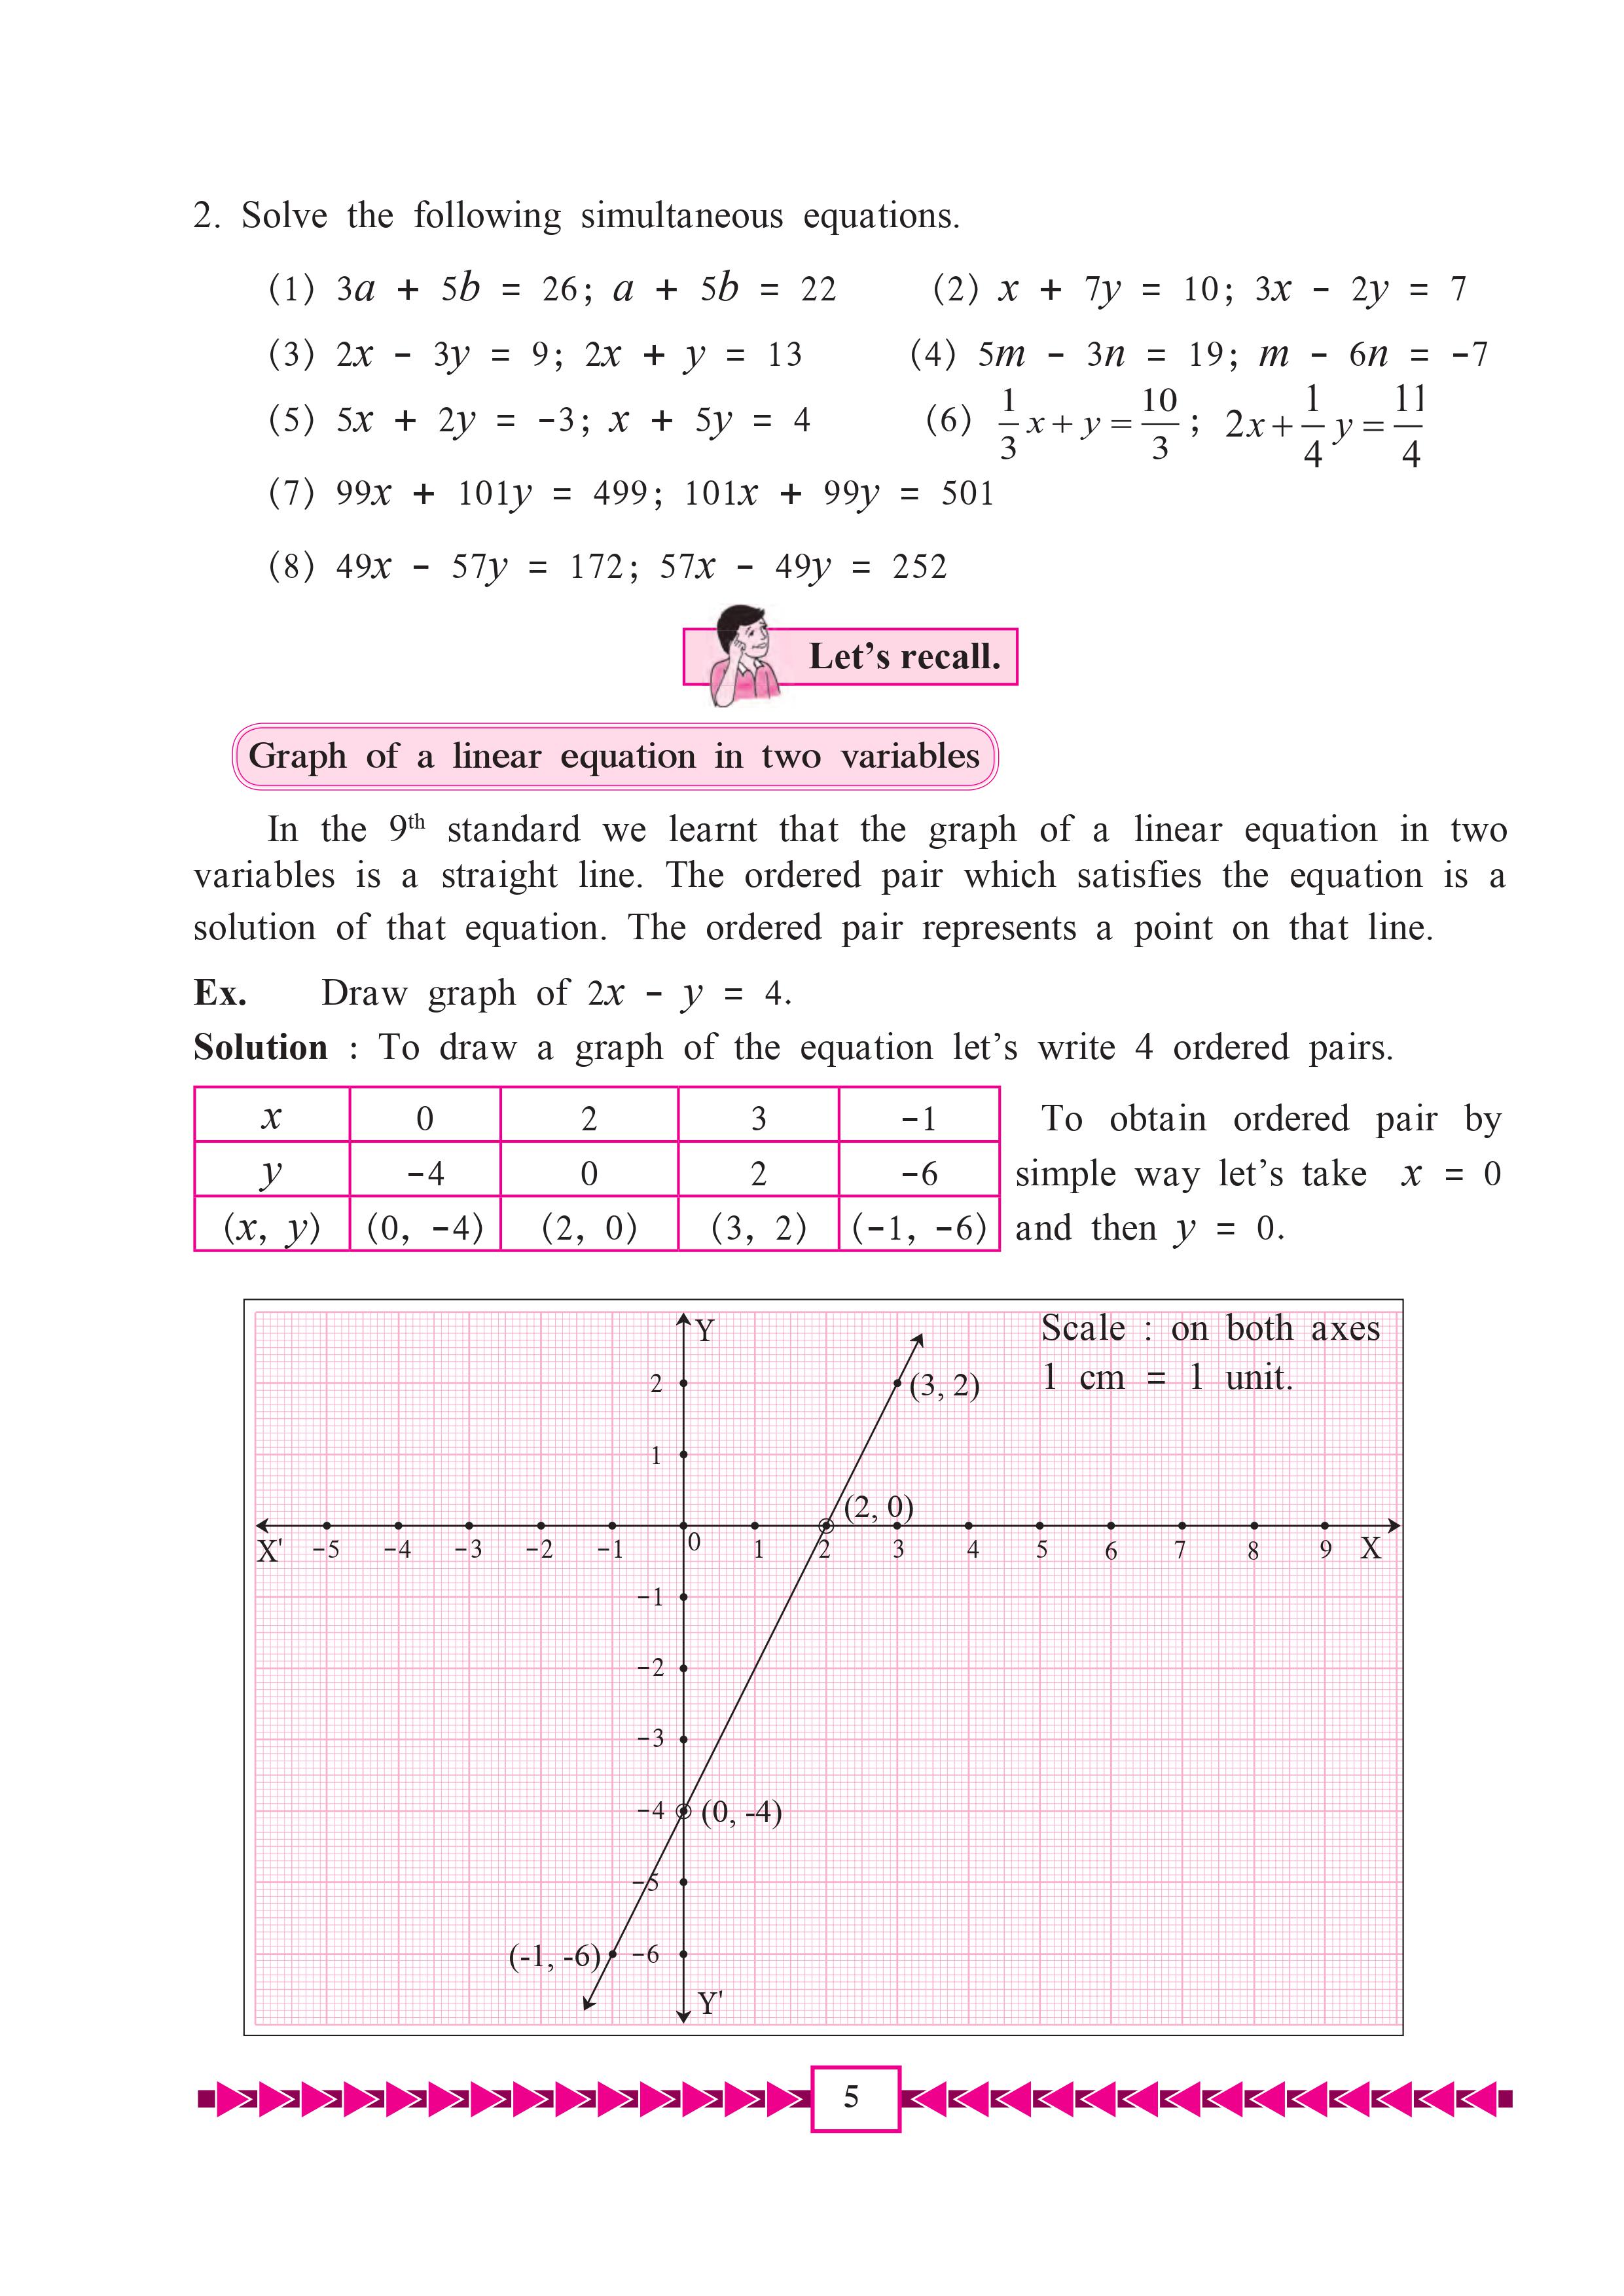 2. Solve the following simultaneous equations.
(1) 3a + 5b = 26; a + 5b = 22 (2) x + 7y = 10; 3x - 2y = 7
(3) 2x - 3y = 9; 2x + y = 13 (4) 5m - 3n = 19; m - 6n = -7
(5) 5x + 2y = -3; x + 5y = 4 (6) 1/3 x + y = 10/3 ; 2x + 1/4 y = 11/4
(7) 99x + 101y = 499; 101x + 99y = 501
(8) 49x - 57y = 172; 57x - 49y = 252
Let's recall.
Graph of a linear equation in two variables
In the 9th standard we learnt that the graph of a linear equation in two
variables is a straight line. The ordered pair which satisfies the equation is a
solution of that equation. The ordered pair represents a point on that line.
Ex. Draw graph of 2x - y = 4.
Solution : To draw a graph of the equation let's write 4 ordered pairs.
x 0 2 3 -1
y -4 0 2 -6
(x, y) (0, -4) (2, 0) (3, 2) (-1, -6)
To obtain ordered pair by
simple way let's take x = 0
and then y = 0.
Scale : on both axes
1 cm = 1 unit.
Y
2
(3, 2)
1
(2, 0)
X' -5 -4 -3 -2 -1 0 1 2 3 4 5 6 7 8 9 X
-1
-2
-3
-4 (0, -4)
-5
(-1, -6) -6
Y'
5